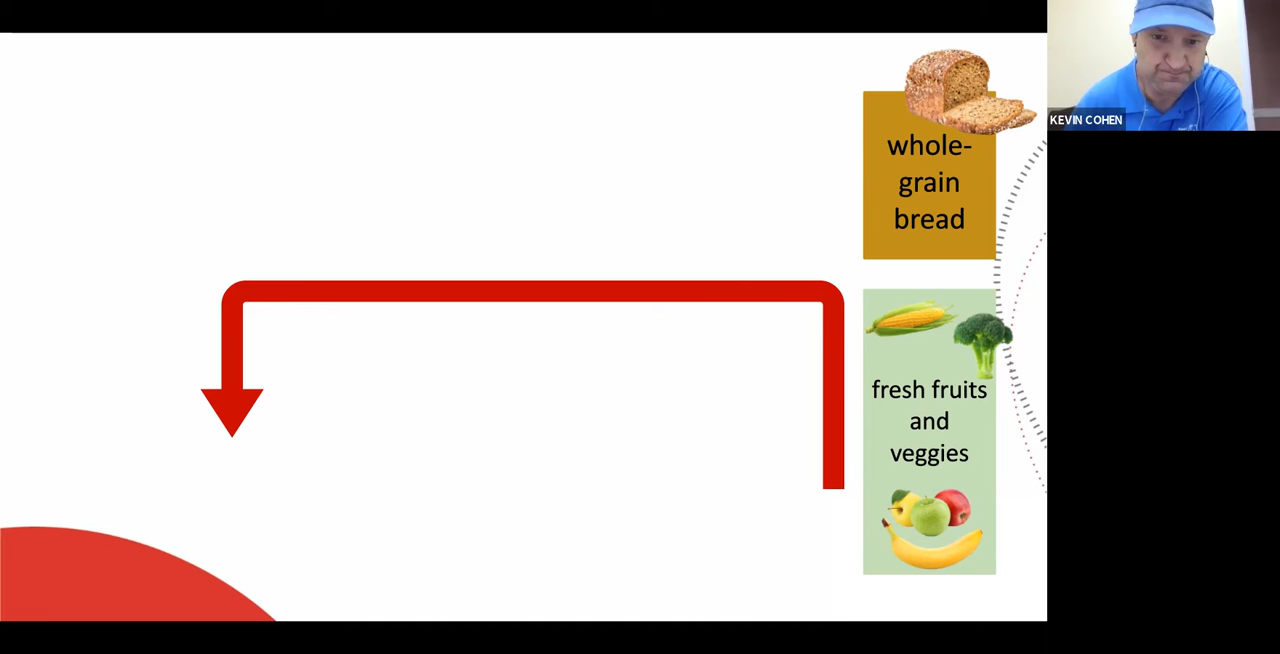 whole-
grain
bread
KEVIN COHEN
fresh fruits
and
veggies